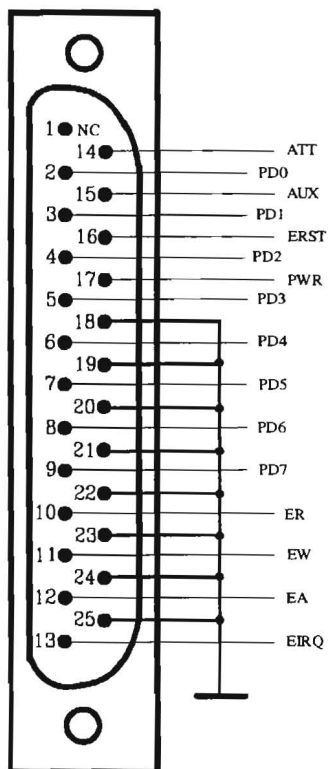 1 NC
14 ATT
2 PD0
15 AUX
3 PD1
16 ERST
4 PD2
17 PWR
5 PD3
18
6 PD4
19
7 PD5
20
8 PD6
21
9 PD7
22
10 ER
23
11 EW
24
12 EA
25
13 EIRQ